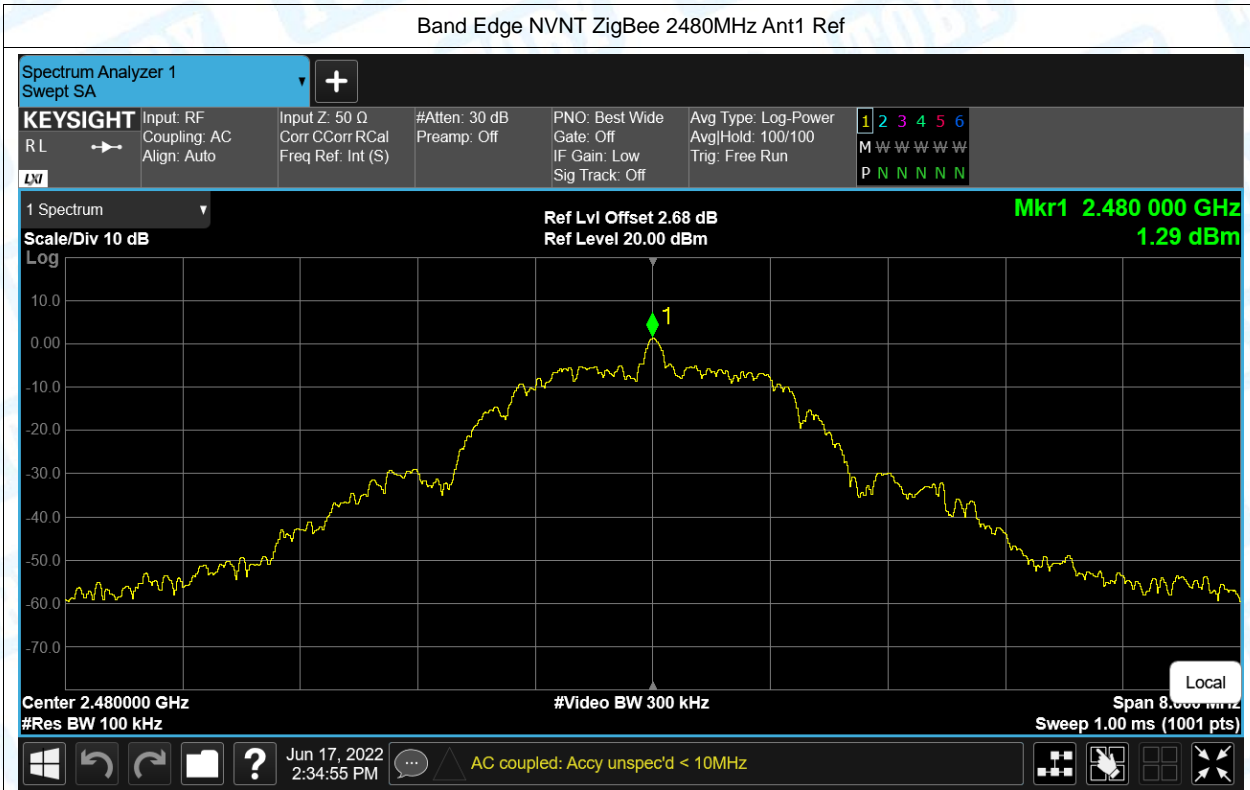 Band Edge NVNT ZigBee 2480MHz Ant1 Ref
Spectrum Analyzer 1
Swept SA
+
KEYSIGHT
R L
LXI
Input: RF
Coupling: AC
Align: Auto
Input Z: 50 Ω
Corr CCorr RCal
Freq Ref: Int (S)
#Atten: 30 dB
Preamp: Off
PNO: Best Wide
Gate: Off
IF Gain: Low
Sig Track: Off
Avg Type: Log-Power
Avg|Hold: 100/100
Trig: Free Run
1 2 3 4 5 6
M W W W W W
P N N N N N
1 Spectrum
Scale/Div 10 dB
Log
Ref Lvl Offset 2.68 dB
Ref Level 20.00 dBm
Mkr1 2.480 000 GHz
1.29 dBm
1
10.0
0.00
-10.0
-20.0
-30.0
-40.0
-50.0
-60.0
-70.0
Local
Center 2.480000 GHz
#Video BW 300 kHz
Span 8.000 MHz
#Res BW 100 kHz
Sweep 1.00 ms (1001 pts)
?
Jun 17, 2022
2:34:55 PM
AC coupled: Accy unspec'd < 10MHz